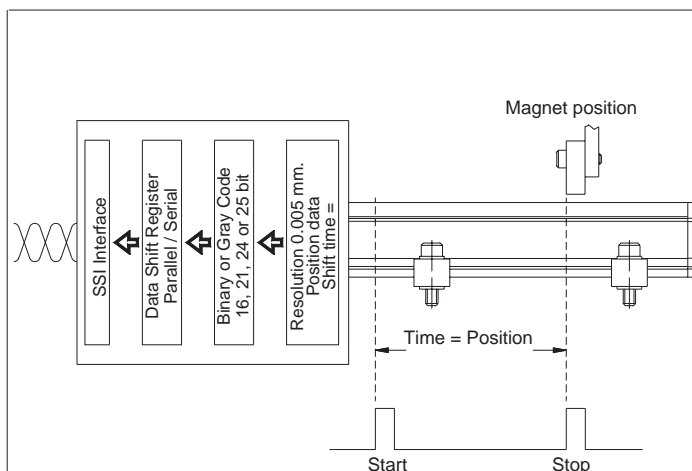 Magnet position
SSI Interface
Data Shift Register
Parallel / Serial
Binary or Gray Code
16, 21, 24 or 25 bit
Resolution 0.005 mm.
Position data
Shift time =
Time = Position
Start
Stop